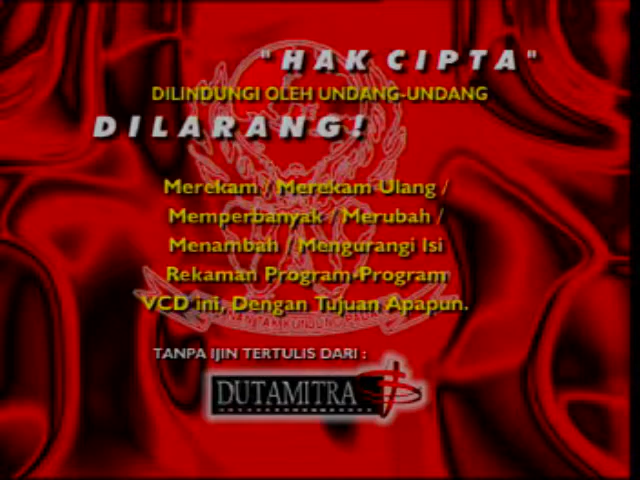 "HAK CIPTA"
DILINDUNGI OLEH UNDANG-UNDANG
DILARANG!
Merekam / Merekam Ulang /
Memperbanyak / Merubah /
Menambah / Mengurangi Isi
Rekaman Program-Program
VCD ini, Dengan Tujuan Apapun.
TANPA IJIN TERTULIS DARI :
DUTAMITRA